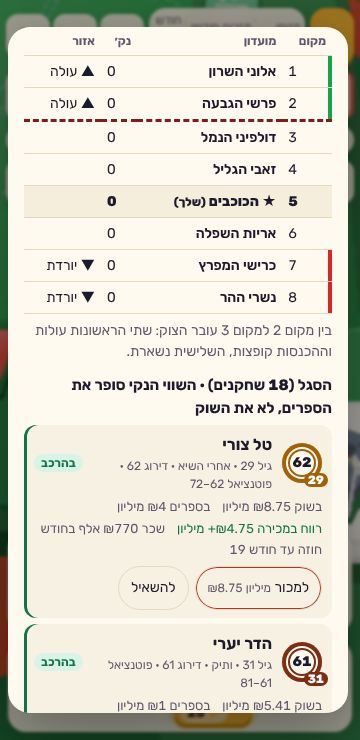 מקום מועדון נק׳ אזור
1 אלוני השרון 0 ▲ עולה
2 פרשי הגבעה 0 ▲ עולה
3 דולפיני הנמל 0
4 זאבי הגליל 0
5 ★ הכוכבים (שלך) 0
6 אריות השפלה 0
7 כרישי המפרץ 0 ▼ יורדת
8 נשרי ההר 0 ▼ יורדת
בין מקום 2 למקום 3 עובר הצוק: שתי הראשונות עולות
וההכנסות קופצות, השלישית נשארת.
הסגל (18 שחקנים) · השווי הנקי סופר את
הספרים, לא את השוק
טל צורי
62
29
גיל 29 · אחרי השיא · דירוג 62 ·
פוטנציאל 62–72
בהרכב
בשוק ₪8.75 מיליון בספרים ₪4 מיליון
רווח במכירה ₪4.75+ מיליון שכר ₪770 אלף בחודש
חוזה עד חודש 19
למכור ₪8.75 מיליון
להשאיל
הדר יערי
61
31
גיל 31 · ותיק · דירוג 61 · פוטנציאל
61–81
בהרכב
בשוק ₪5.41 מיליון בספרים ₪1 מיליון